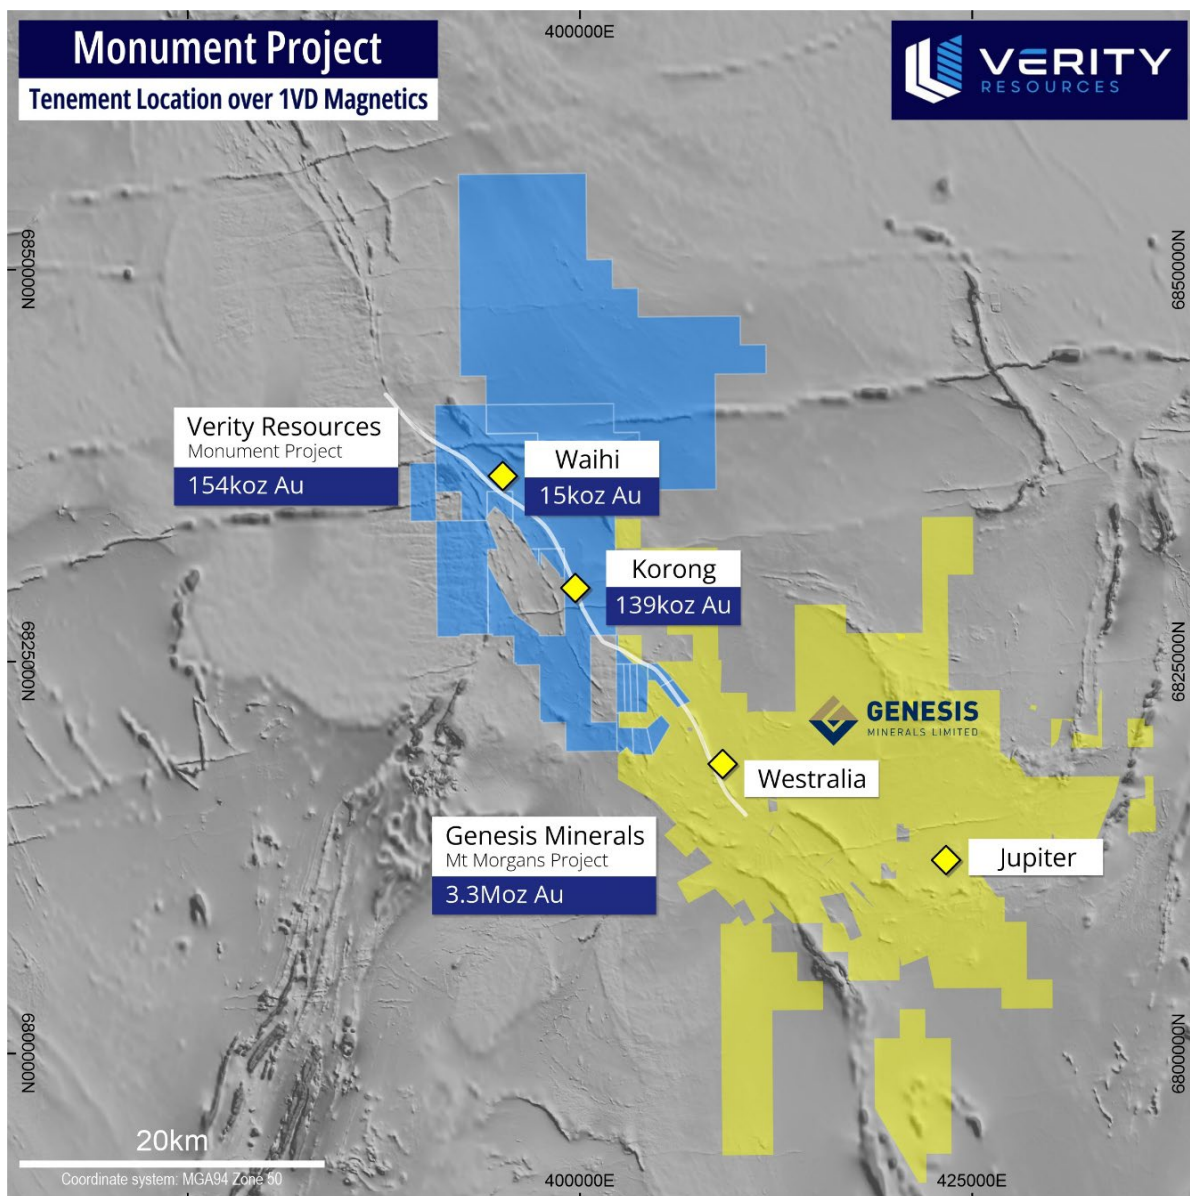 400000E
Monument Project
Tenement Location over 1VD Magnetics
VERITY
RESOURCES
6850000N
6850000N
Verity Resources
Monument Project
154koz Au
Waihi
15koz Au
Korong
139koz Au
6825000N
6825000N
GENESIS
MINERALS LIMITED
Westralia
Genesis Minerals
Mt Morgans Project
3.3Moz Au
Jupiter
6800000N
6800000N
20km
Coordinate system: MGA94 Zone 50
400000E
425000E